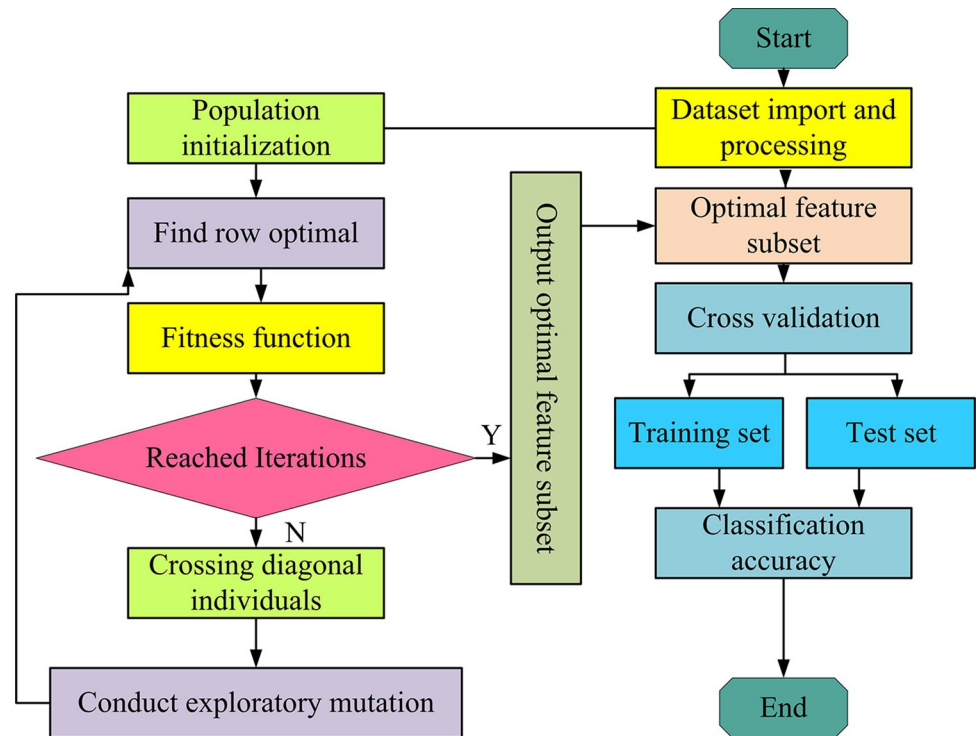 Start
Population
initialization
Dataset import and
processing
Find row optimal
Optimal feature
subset
Fitness function
Cross validation
Output optimal feature subset
Reached Iterations
Y
Training set
Test set
N
Crossing diagonal
individuals
Classification
accuracy
Conduct exploratory mutation
End